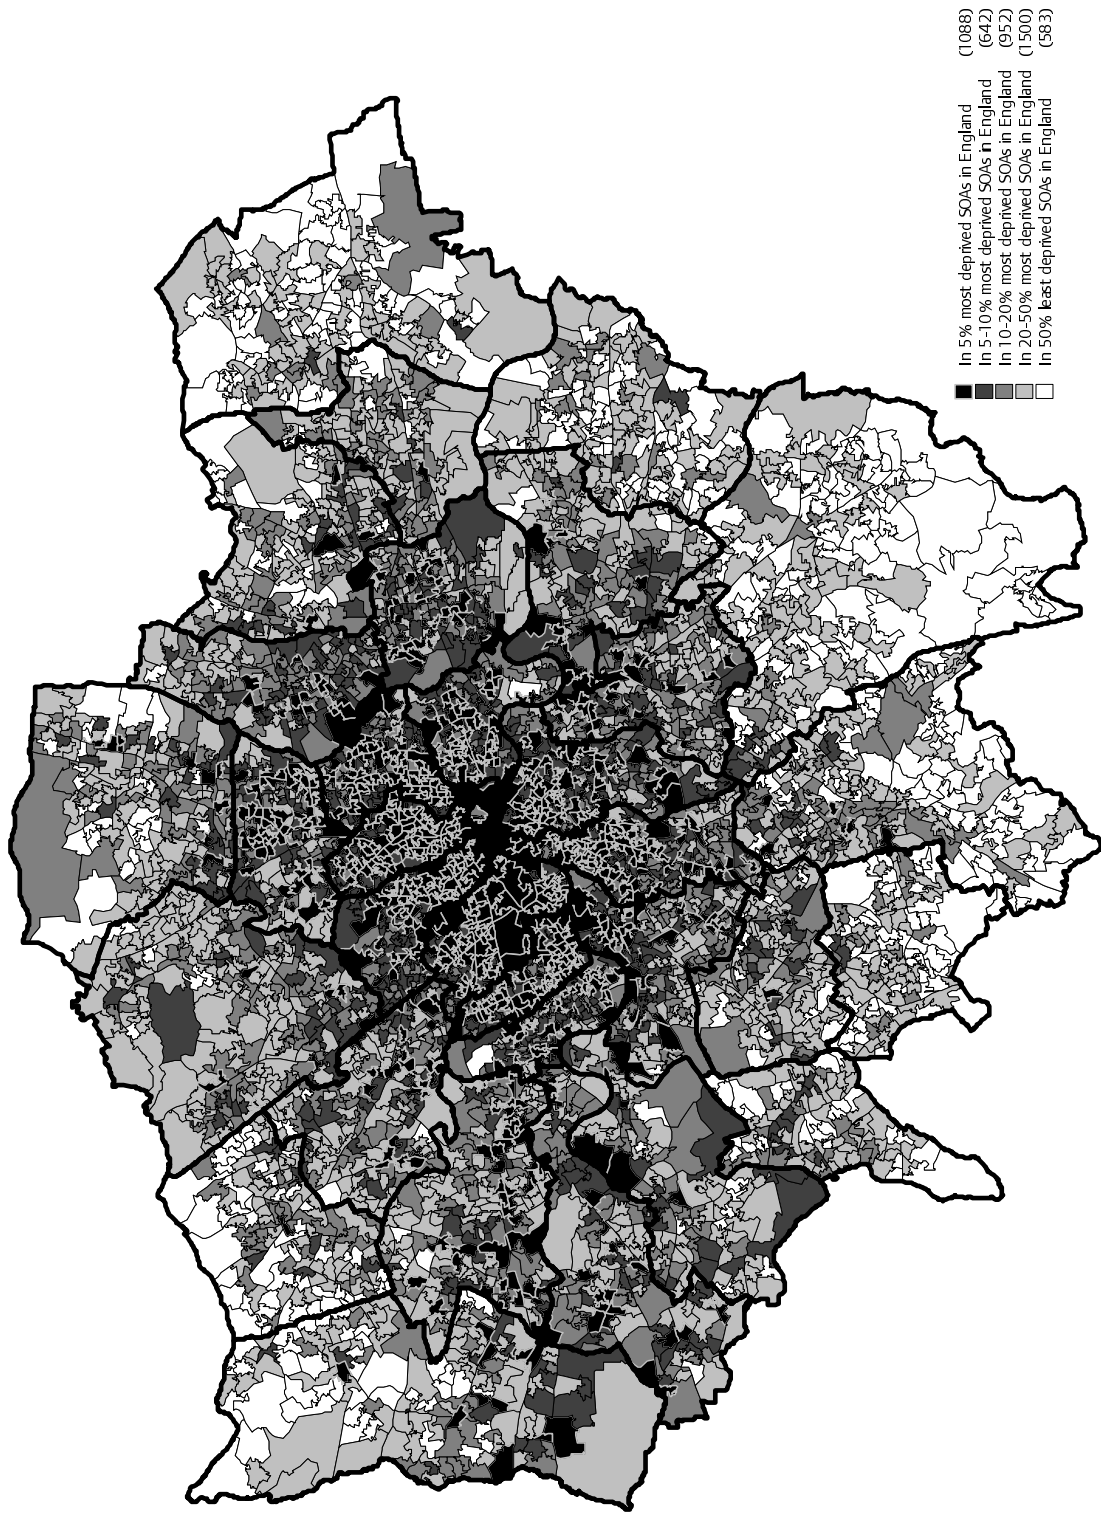 In 5% most deprived SOAs in England (1088)
In 5-10% most deprived SOAs in England (642)
In 10-20% most deprived SOAs in England (952)
In 20-50% most deprived SOAs in England (1500)
In 50% least deprived SOAs in England (583)